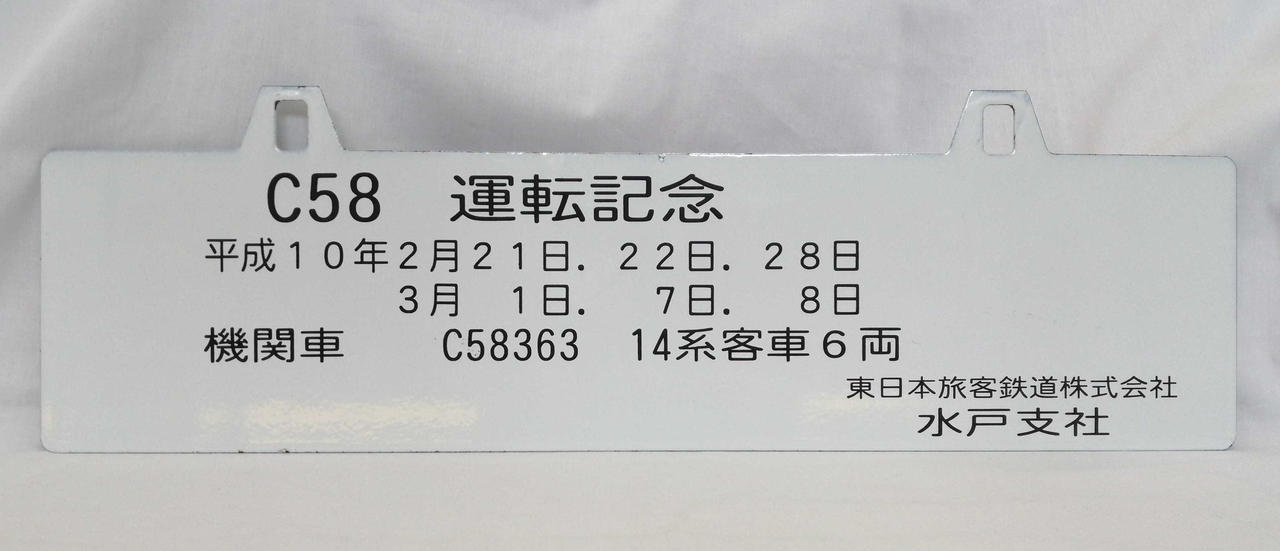 C58　運転記念
平成１０年２月２１日．２２日．２８日
３月　１日．　７日．　８日
機関車　　C58363　14系客車６両
東日本旅客鉄道株式会社
水戸支社